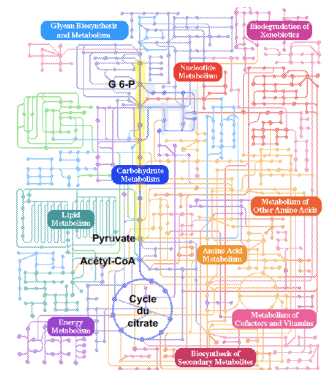 Glycan Biosynthesis
and Metabolism
Biodegradation of
Xenobiotics
Nucleotide
Metabolism
G 6-P
Carbohydrate
Metabolism
Lipid
Metabolism
Metabolism of
Other Amino Acids
Pyruvate
Amino Acid
Metabolism
Acétyl-CoA
Cycle
du
citrate
Energy
Metabolism
Metabolism of
Cofactors and Vitamins
Biosynthesis of
Secondary Metabolites